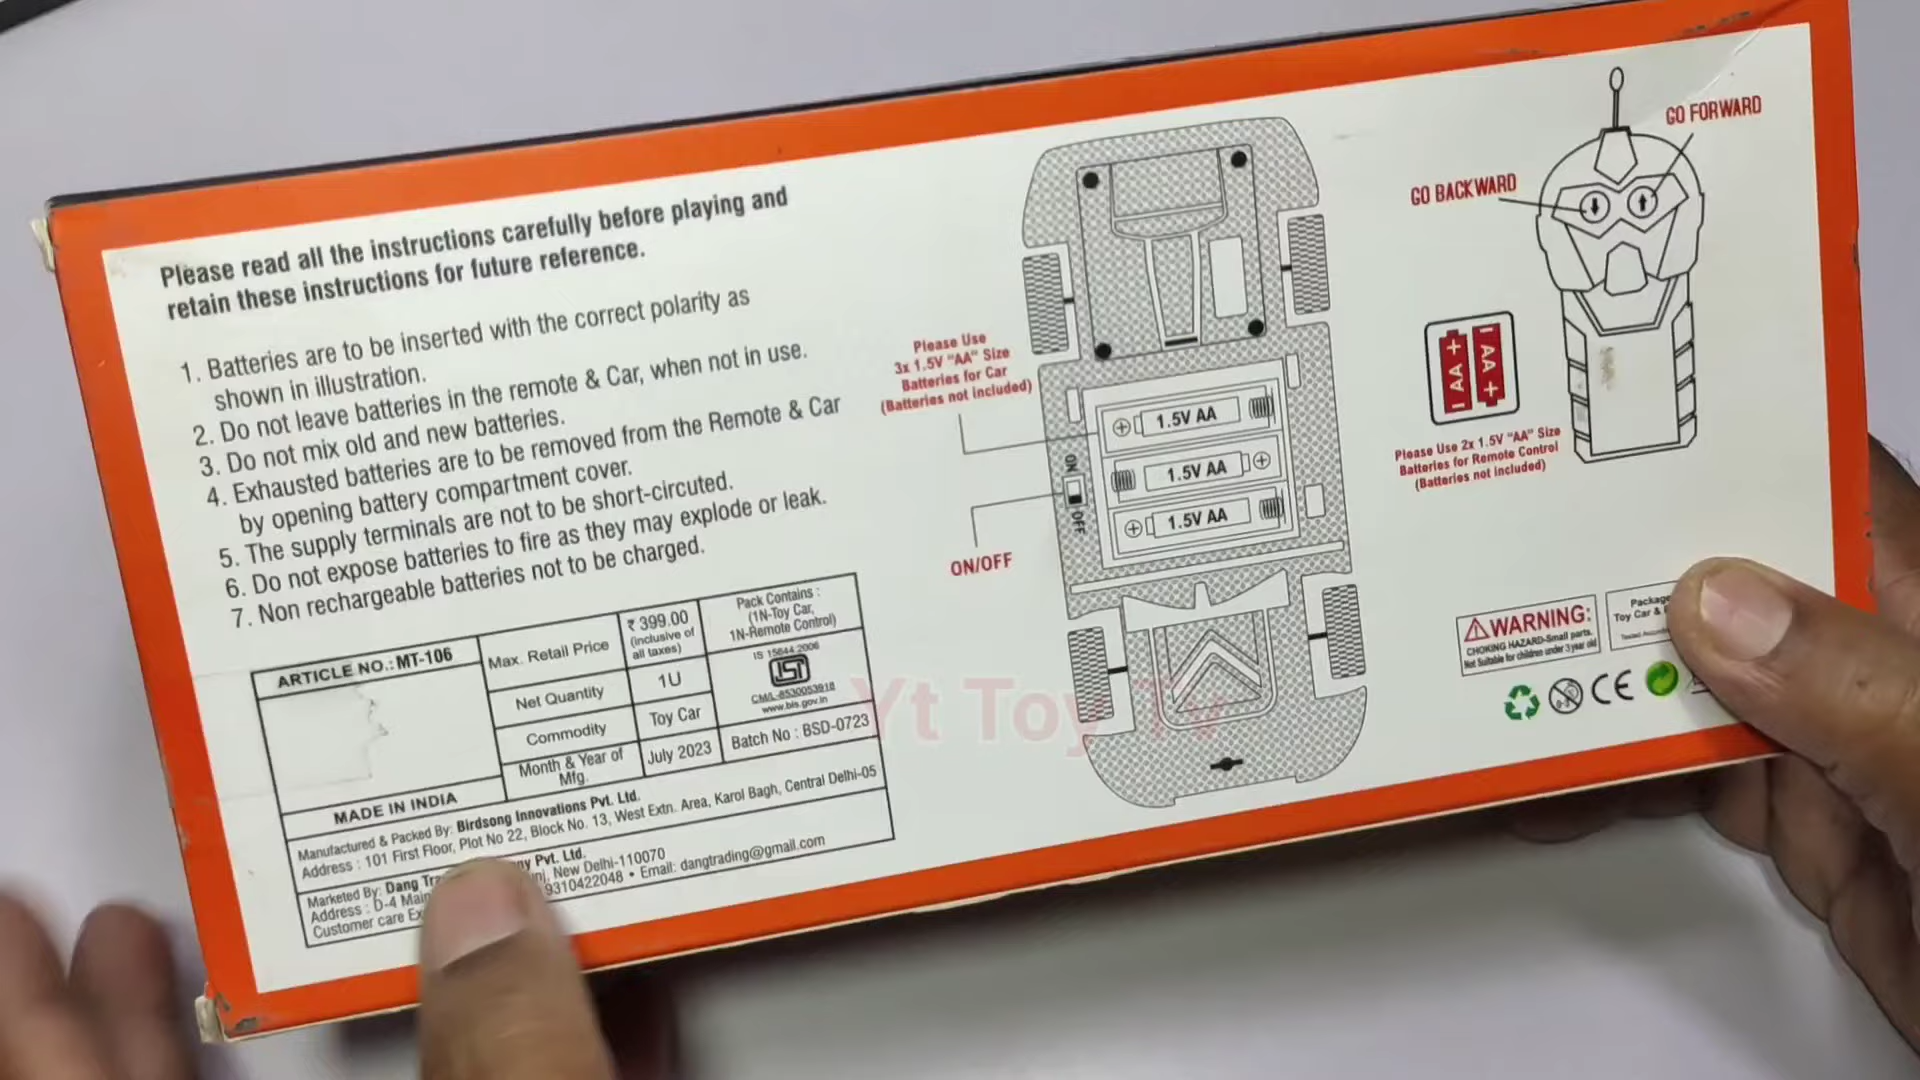 Please read all the instructions carefully before playing and
retain these instructions for future reference.
1. Batteries are to be inserted with the correct polarity as
shown in illustration.
2. Do not leave batteries in the remote & Car, when not in use.
3. Do not mix old and new batteries.
4. Exhausted batteries are to be removed from the Remote & Car
by opening battery compartment cover.
5. The supply terminals are not to be short-circuted.
6. Do not expose batteries to fire as they may explode or leak.
7. Non rechargeable batteries not to be charged.
ARTICLE NO.: MT-106
MADE IN INDIA
Max. Retail Price
₹ 399.00
(inclusive of
all taxes)
Net Quantity
1U
Commodity
Toy Car
Month & Year of
Mfg.
July 2023
Pack Contains :
(1N-Toy Car,
1N-Remote Control)
IS 15644:2006
ISI
CM/L-8530053918
www.bis.gov.in
Batch No : BSD-0723
Manufactured & Packed By: Birdsong Innovations Pvt. Ltd.
Address : 101 First Floor, Plot No 22, Block No. 13, West Extn. Area, Karol Bagh, Central Delhi-05
Marketed By: Dang Pvt. Ltd.
Address : D-4 Main New Delhi-110070
Customer care 9310422048 • Email: dangtrading@gmail.com
Please Use
3x 1.5V "AA" Size
Batteries for Car
(Batteries not included)
ON/OFF
ON
OFF
1.5V AA
1.5V AA
1.5V AA
GO FORWARD
GO BACKWARD
AA +
AA +
Please Use 2x 1.5V "AA" Size
Batteries for Remote Control
(Batteries not included)
WARNING:
CHOKING HAZARD-Small parts.
Not Suitable for children under 3 year old
Package
Toy Car &
CE
Yt Toy Tv